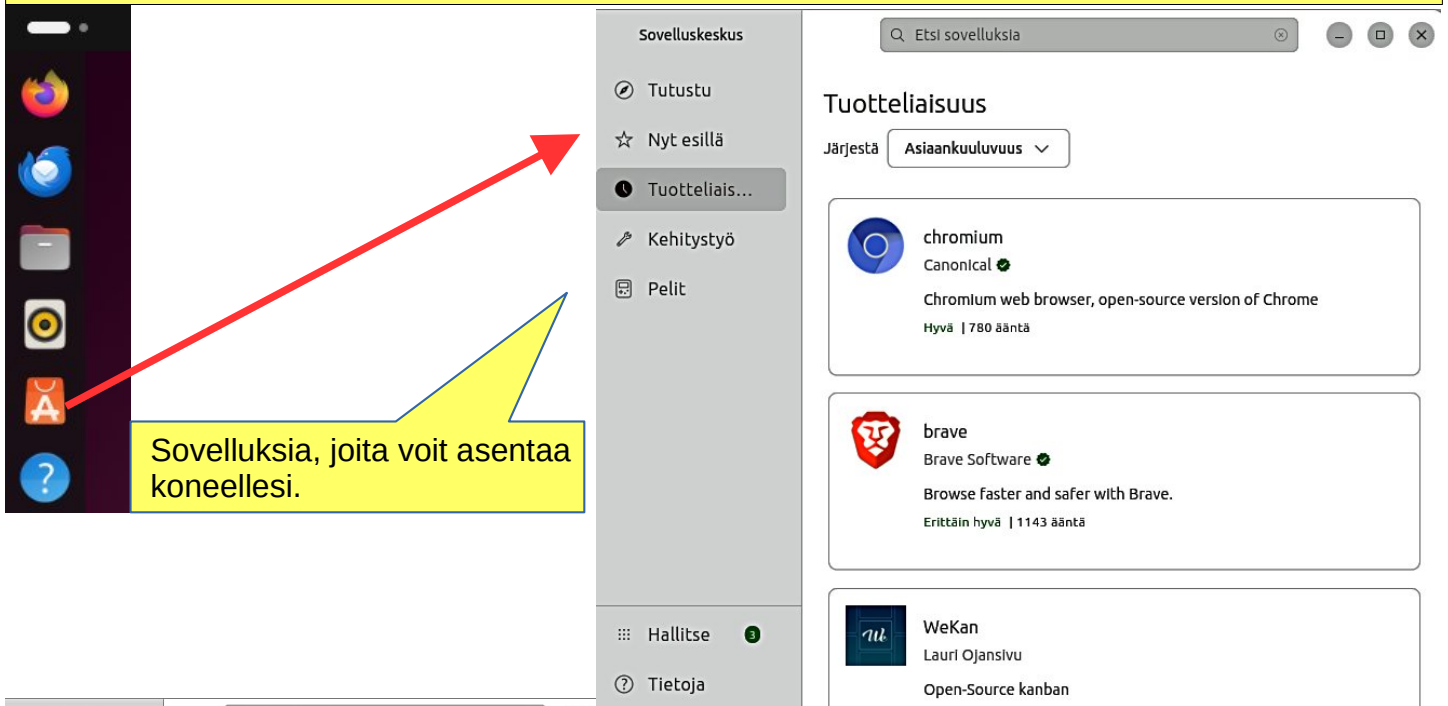 Sovelluskeskus
Etsi sovelluksia
Tutustu
Nyt esillä
Tuotteliais...
Kehitystyö
Pelit
Hallitse 3
Tietoja
Tuotteliaisuus
Järjestä Asiaankuuluvuus
chromium
Canonical
Chromium web browser, open-source version of Chrome
Hyvä | 780 ääntä
brave
Brave Software
Browse faster and safer with Brave.
Erittäin hyvä | 1143 ääntä
WeKan
Lauri Ojansivu
Open-Source kanban
Sovelluksia, joita voit asentaa
koneellesi.